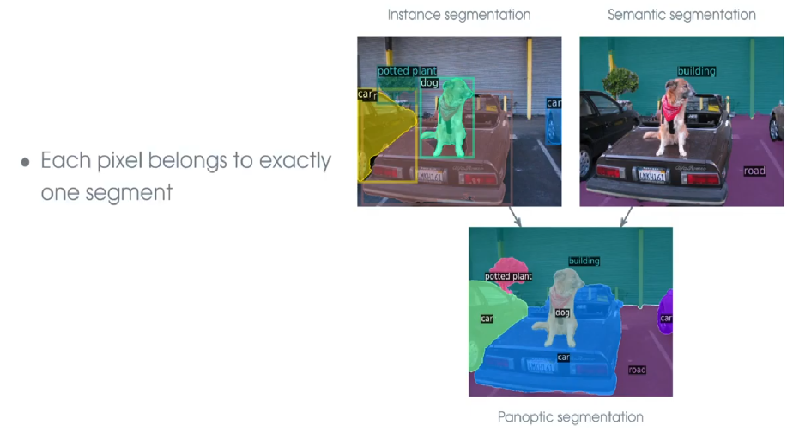 Instance segmentation
Semantic segmentation
potted plant
dog
car
car
building
road
• Each pixel belongs to exactly
one segment
building
potted plant
car
dog
car
car
road
Panoptic segmentation